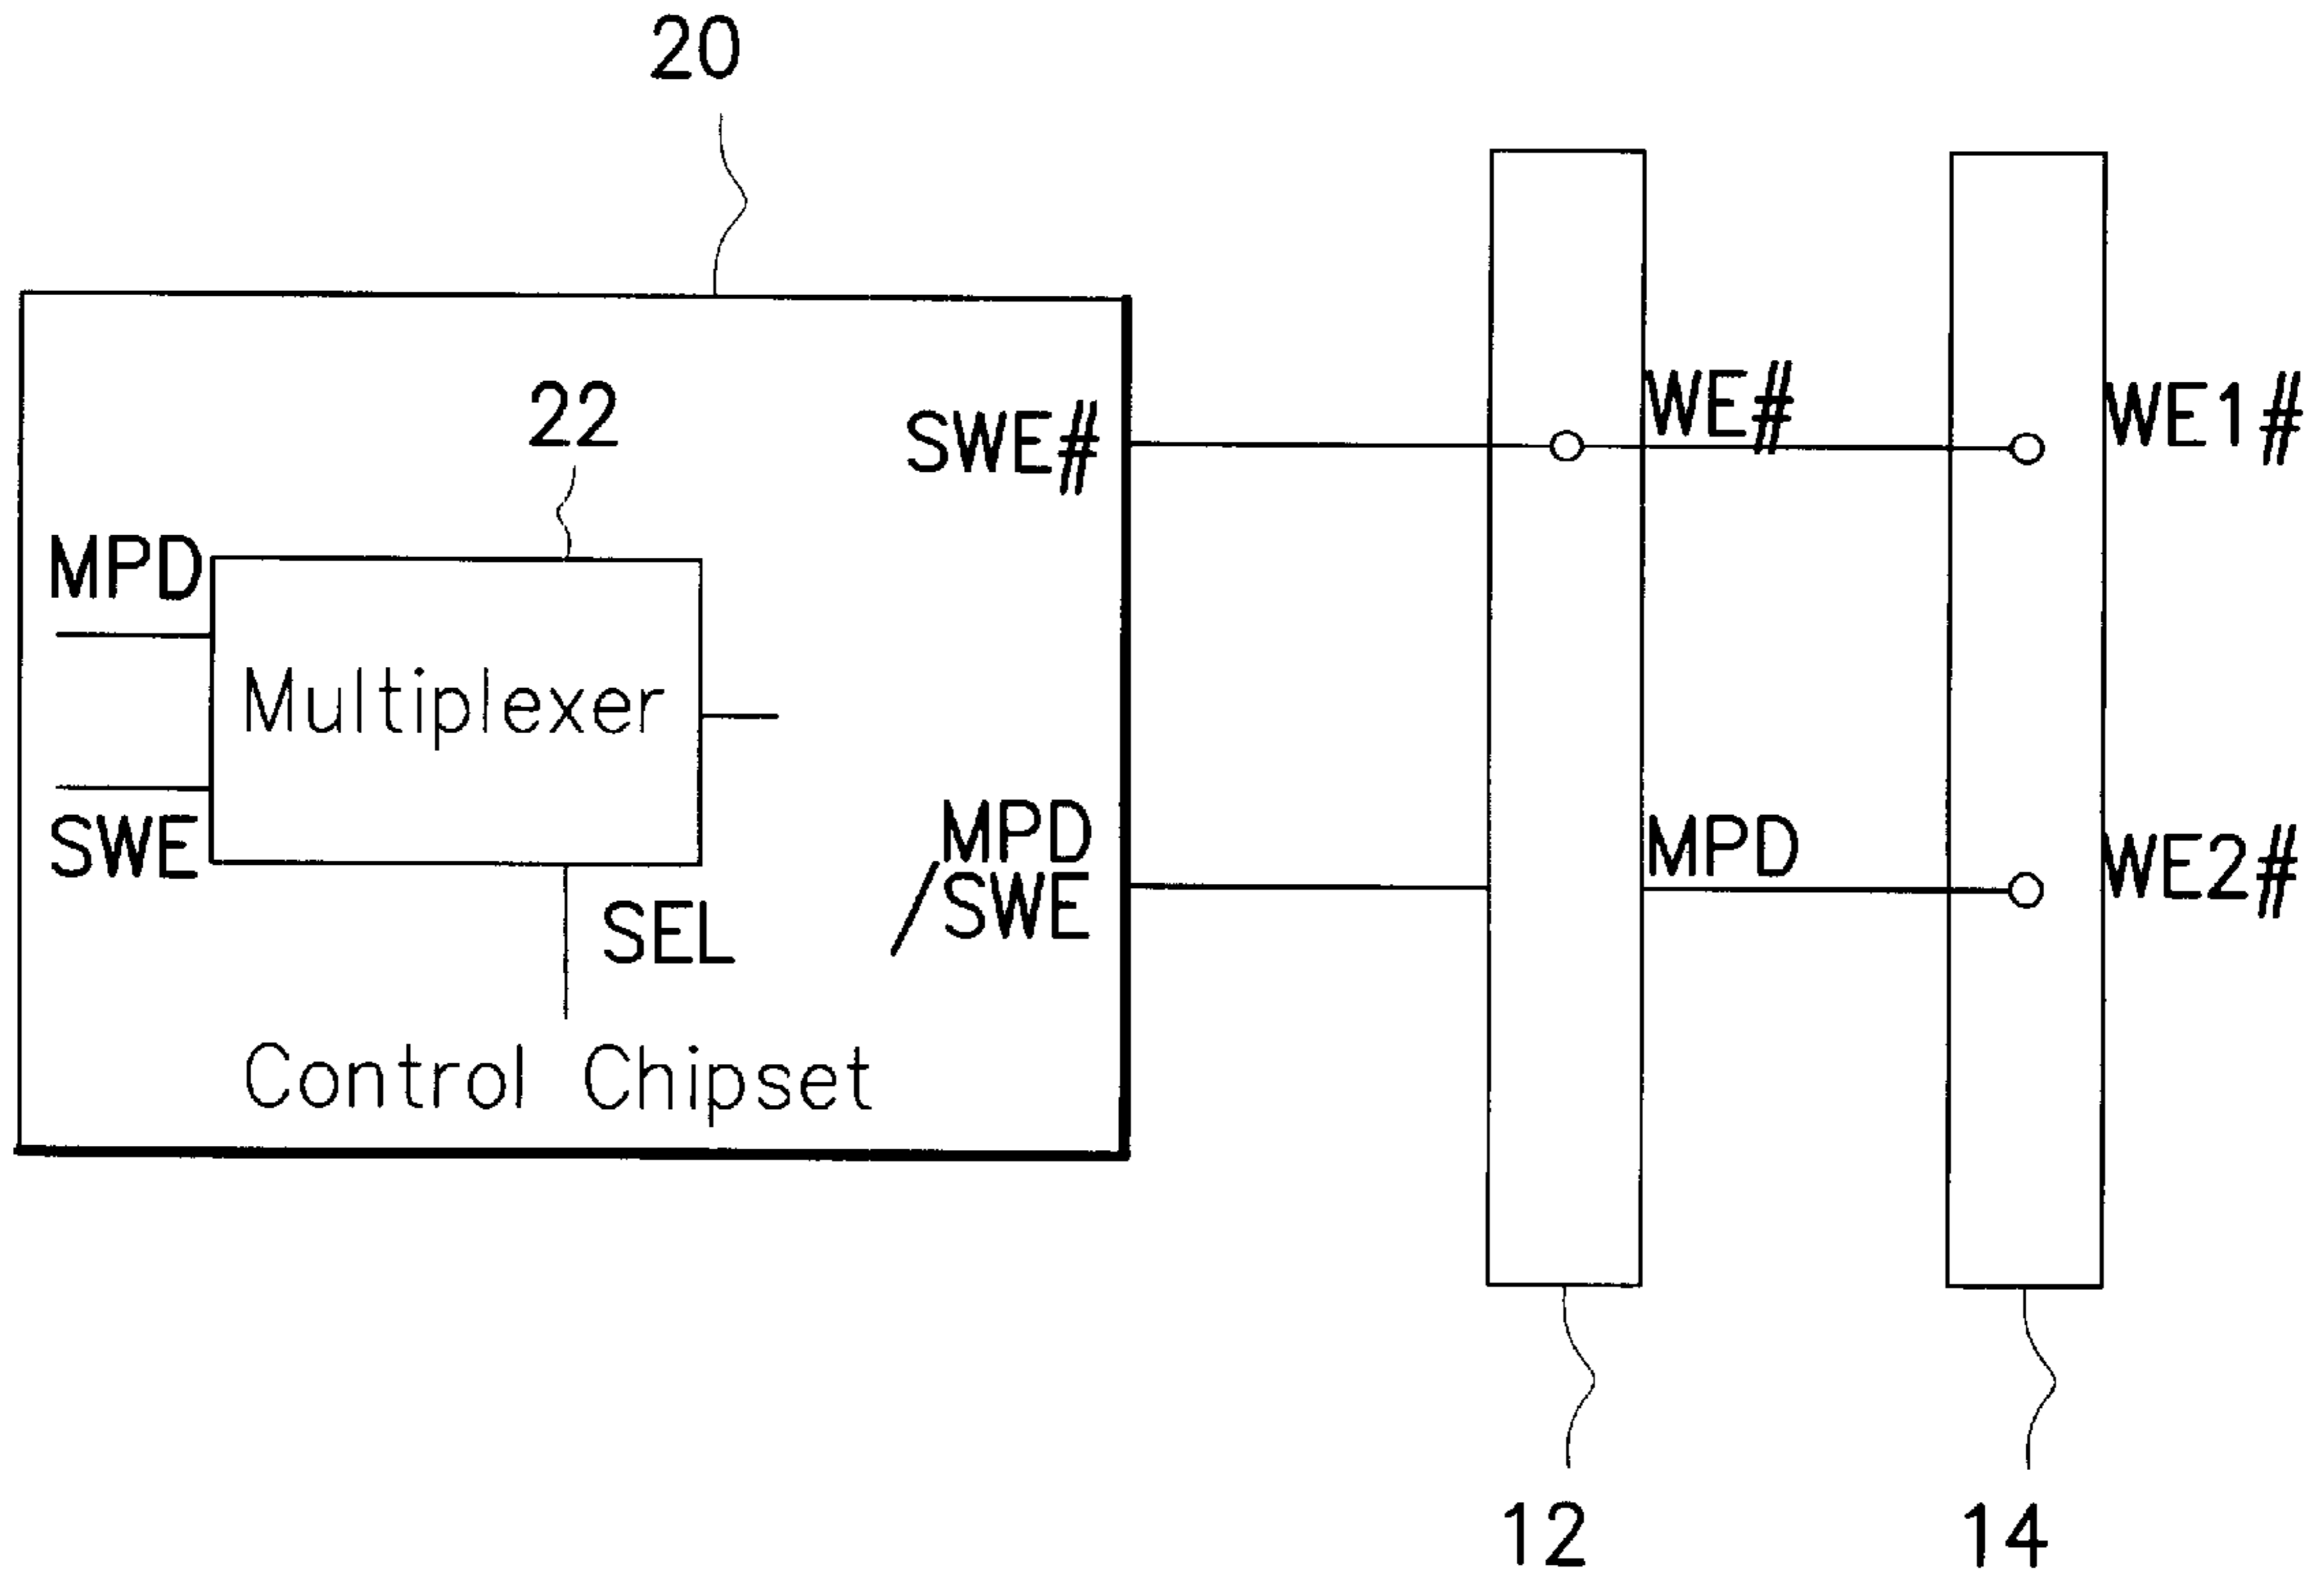 20
22
SWE#
WE#
WE1#
MPD
Multiplexer
SWE
MPD
/SWE
MPD
WE2#
SEL
Control Chipset
12
14